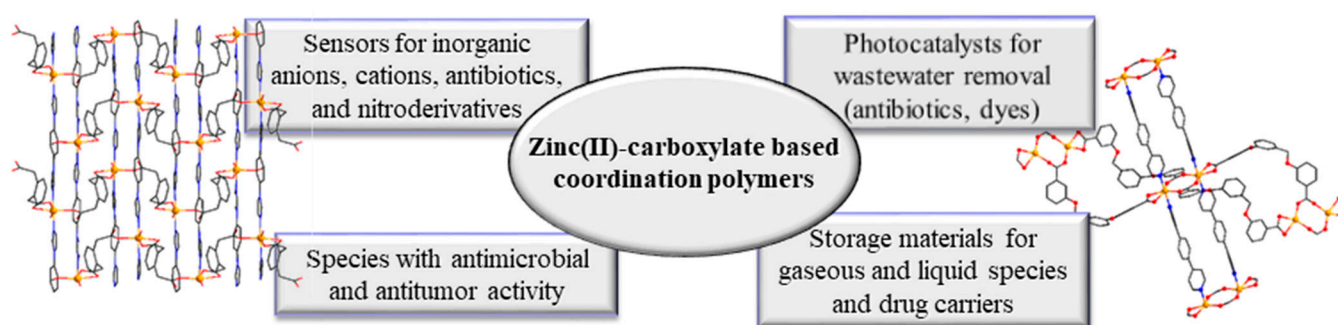 Sensors for inorganic
anions, cations, antibiotics,
and nitroderivatives
Photocatalysts for
wastewater removal
(antibiotics, dyes)
Zinc(II)-carboxylate based
coordination polymers
Species with antimicrobial
and antitumor activity
Storage materials for
gaseous and liquid species
and drug carriers